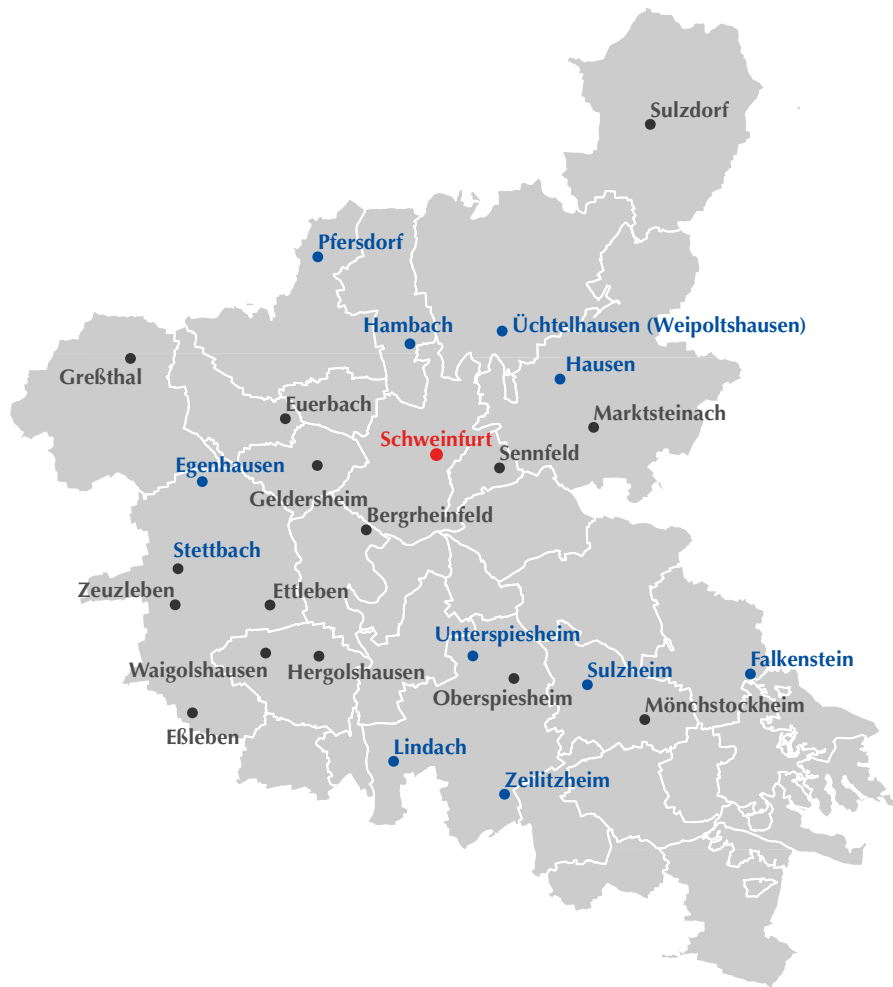 Sulzdorf
Pfersdorf
Hambach
Üchtelhausen (Weipoltshausen)
Hausen
Greßthal
Euerbach
Marktsteinach
Schweinfurt
Sennfeld
Egenhausen
Geldersheim
Bergrheinfeld
Stettbach
Zeuzleben
Ettleben
Unterspiesheim
Falkenstein
Waigolshausen
Hergolshausen
Sulzheim
Oberspiesheim
Mönchstockheim
Eßleben
Lindach
Zeilitzheim